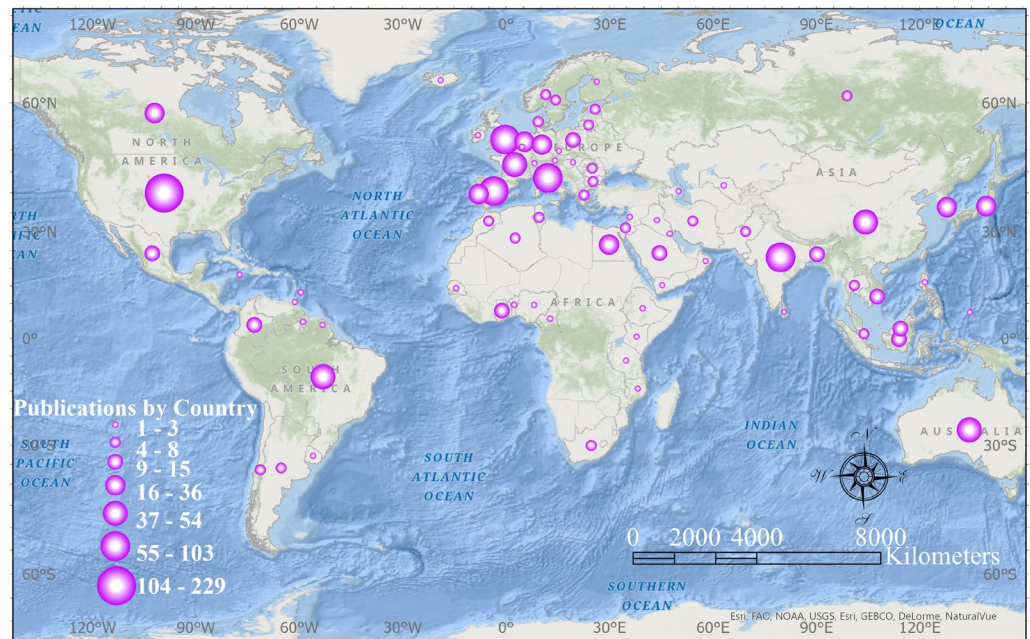 120°W 90°W 60°W 30°W 0° 30°E 60°E 90°E 120°E OCEAN
EAN
60°N 60°N
NORTH
AMERICA
EUROPE
ASIA
NORTH
ATLANTIC
OCEAN
30°N 30°N
AN
AFRICA
0° 0°
SOUTH
AMERICA
Publications by Country
1 - 3
4 - 8
9 - 15
16 - 36
37 - 54
55 - 103
104 - 229
30°S 30°S
SOUTH
PACIFIC
OCEAN
SOUTH
ATLANTIC
OCEAN
INDIAN
OCEAN
AUSTRALIA
N
W E
S
0 2000 4000 8000
Kilometers
60°S 60°S
SOUTHERN
OCEAN
Esri, FAO, NOAA, USGS, Esri, GEBCO, DeLorme, NaturalVue
120°W 90°W 60°W 30°W 0° 30°E 60°E 90°E 120°E